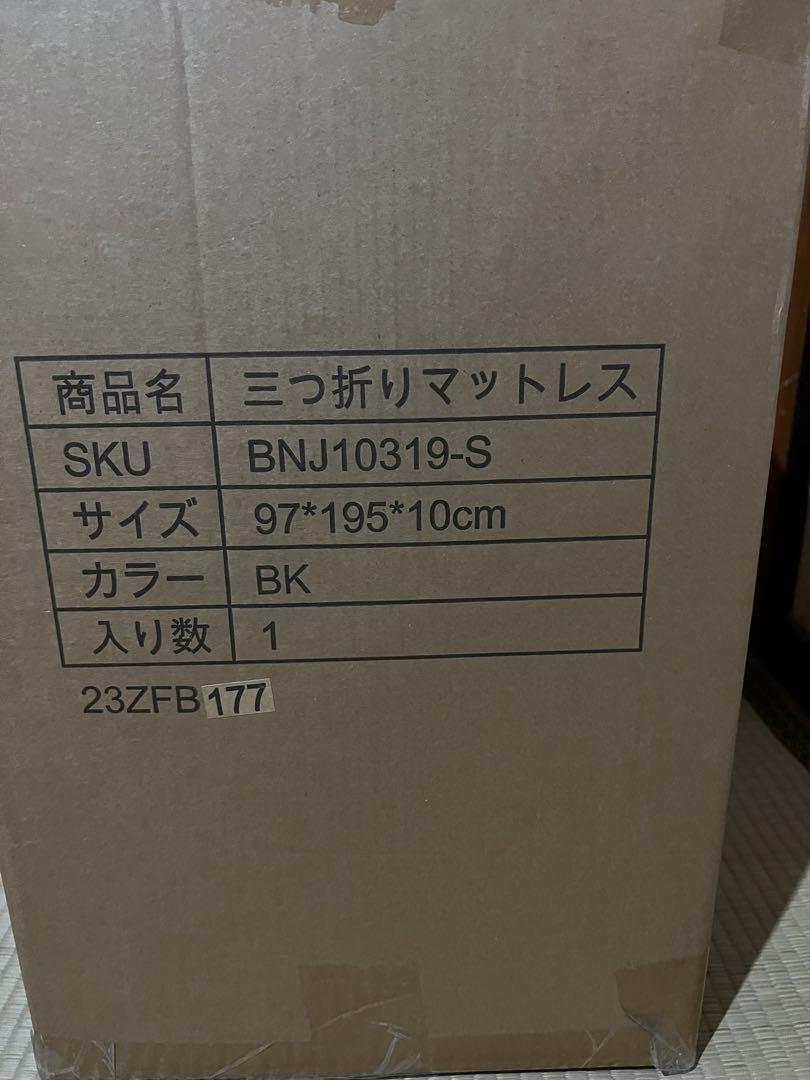 商品名 三つ折りマットレス
SKU BNJ10319-S
サイズ 97*195*10cm
カラー BK
入り数 1
23ZFB177